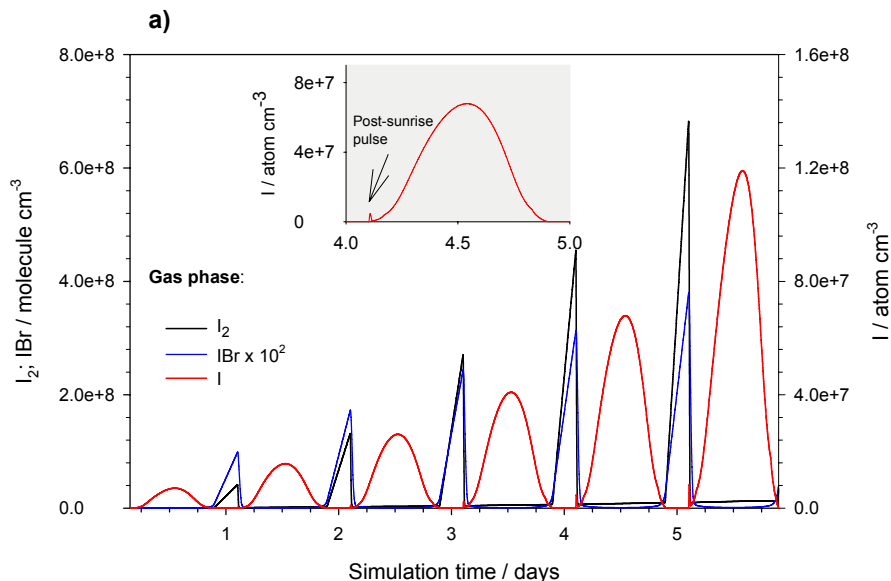 a)
8.0e+8
6.0e+8
4.0e+8
2.0e+8
0.0
I₂; IBr / molecule cm⁻³
1.6e+8
1.2e+8
8.0e+7
4.0e+7
0.0
I / atom cm⁻³
8e+7
4e+7
0
I / atom cm⁻³
Post-sunrise
pulse
4.0 4.5 5.0
Gas phase:
I₂
IBr x 10²
I
1 2 3 4 5
Simulation time / days